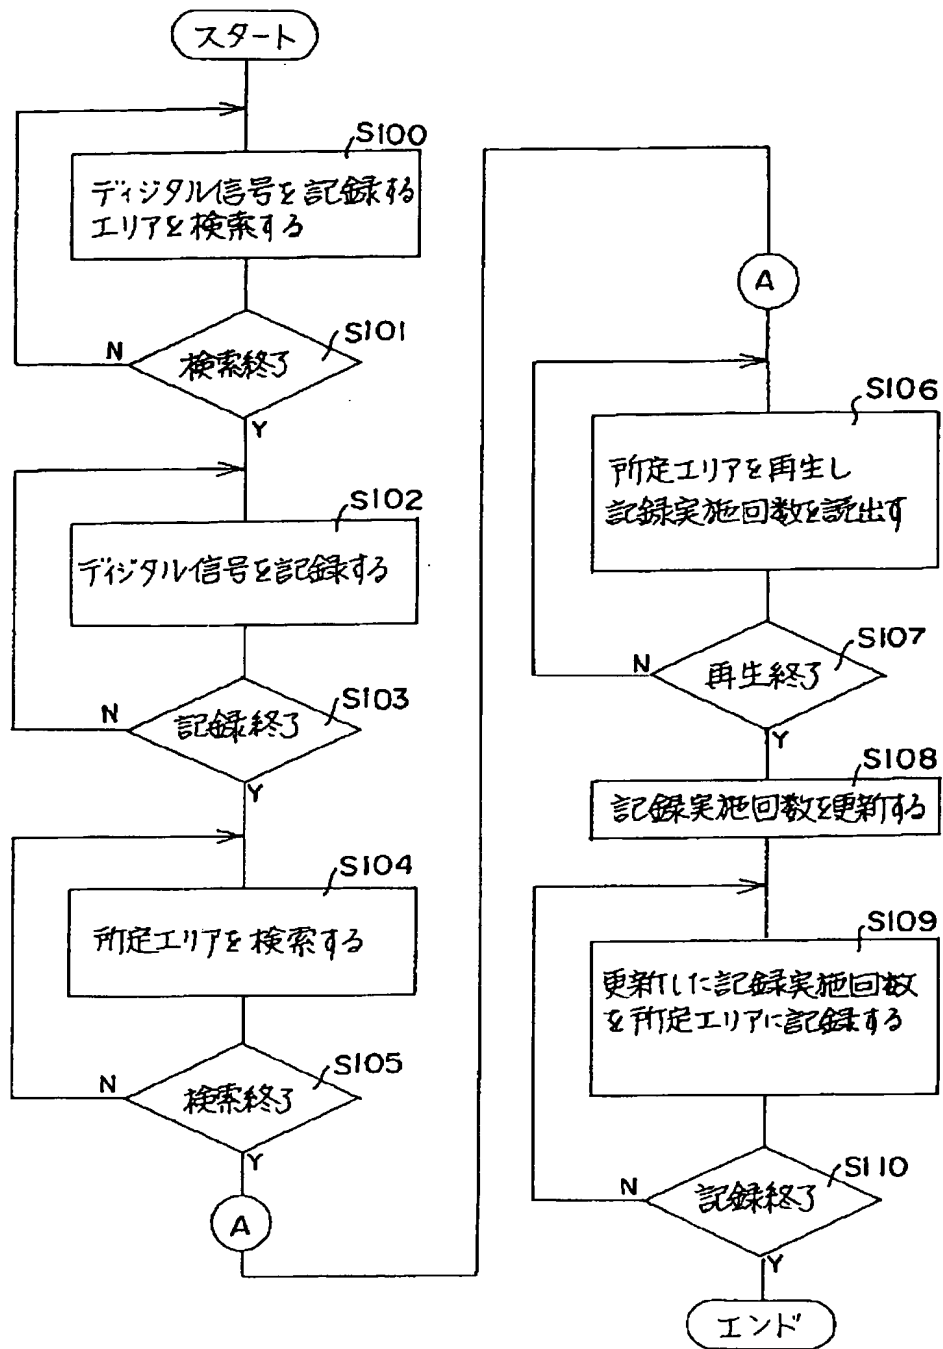 スタート
S100
ディジタル信号を記録する
エリアを検索する
S101
検索終了
N
Y
S102
ディジタル信号を記録する
S103
記録終了
N
Y
S104
所定エリアを検索する
S105
検索終了
N
Y
A
A
S106
所定エリアを再生し
記録実施回数を読出す
S107
再生終了
N
Y
S108
記録実施回数を更新する
S109
更新した記録実施回数
を所定エリアに記録する
S110
記録終了
N
Y
エンド